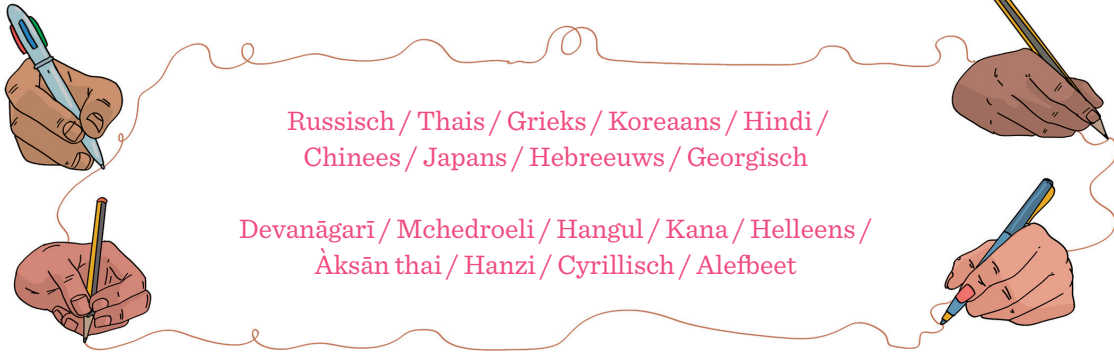 Russisch / Thais / Grieks / Koreaans / Hindi /
Chinees / Japans / Hebreeuws / Georgisch
Devanāgarī / Mchedroeli / Hangul / Kana / Helleens /
Àksān thai / Hanzi / Cyrillisch / Alefbeet